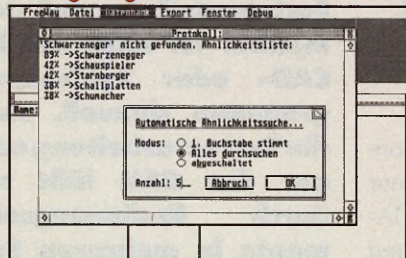 FreeWay Datei Datenbank Export Fenster Debug
Protokoll:
'Schwarzeneger' nicht gefunden. Ähnlichkeitsliste:
89% ->Schwarzenegger
42% ->Schauspieler
42% ->Starnberger
38% ->Schallplatten
38% ->Schumacher
Name:
Automatische Ähnlichkeitssuche...
Modus: 1. Buchstabe stimmt
Alles durchsuchen
abgeschaltet
Anzahl: 5_ Abbruch OK